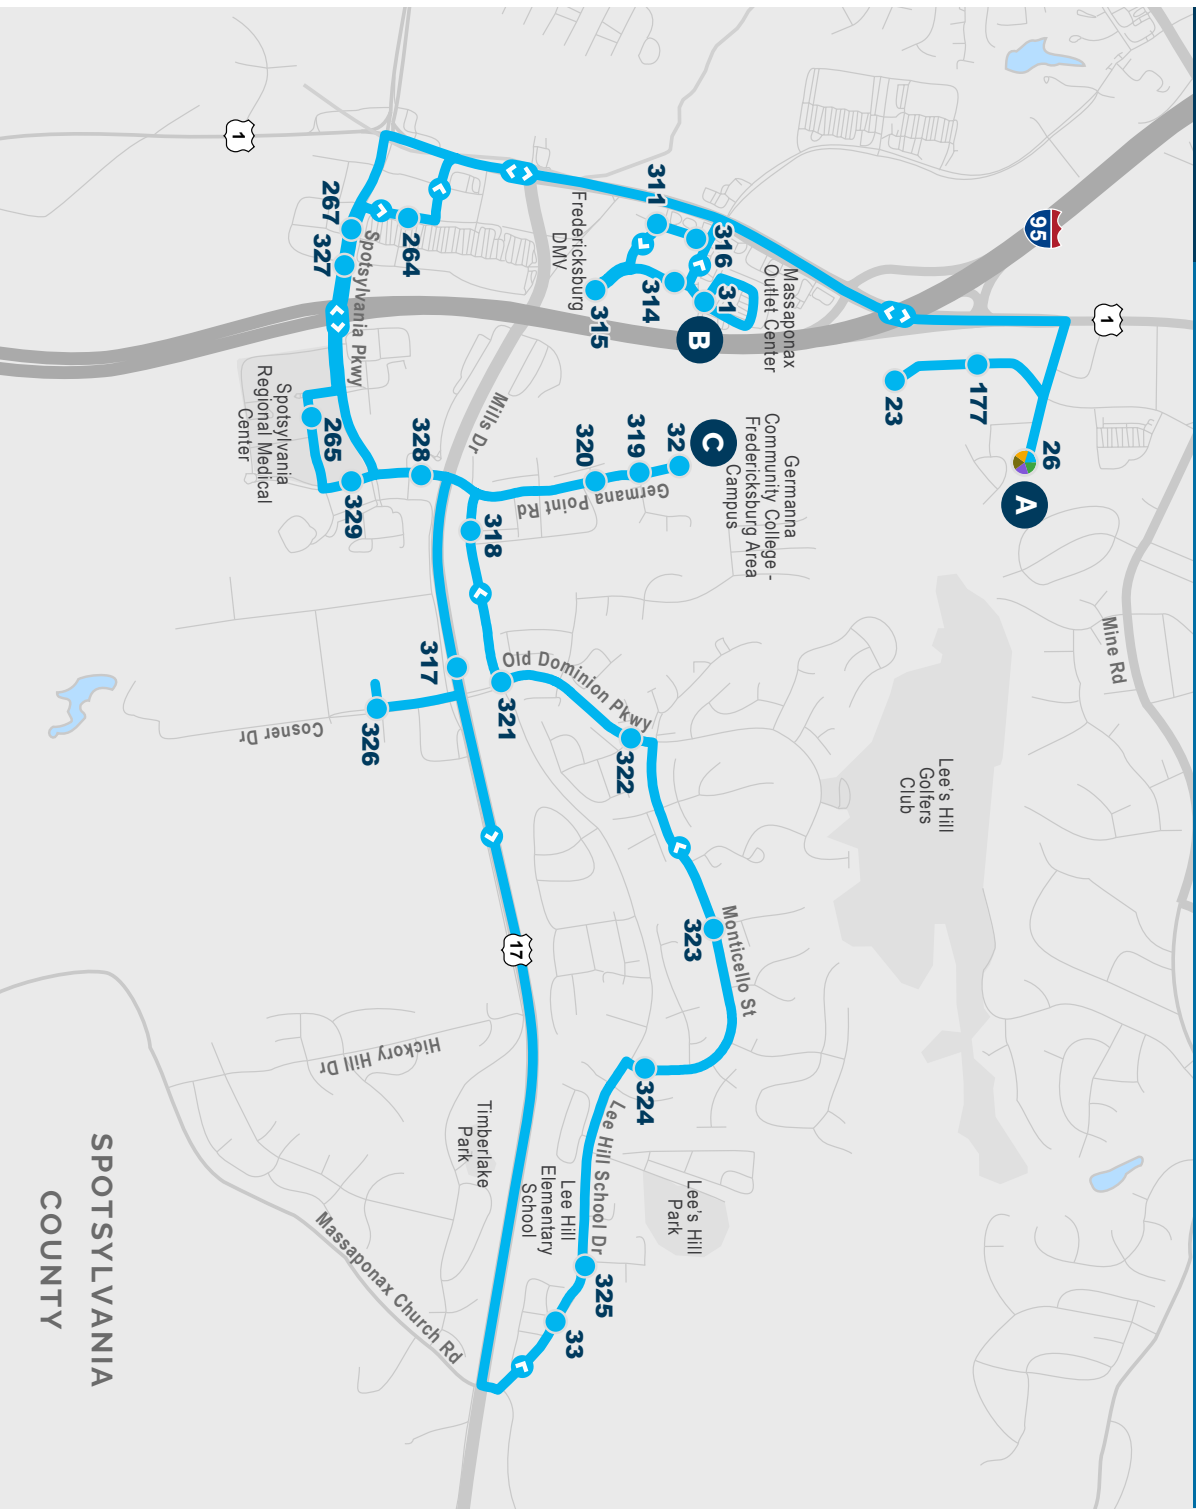 1
95
1
26
A
177
23
Massaponax
Outlet Center
316
311
31
314
315
B
Fredericksburg
DMV
Germanna
Community College -
Fredericksburg Area
Campus
C
32
319
320
Germana Point Rd
Mine Rd
Lee's Hill
Golfers
Club
264
267
327
Spotsylvania Pkwy
Mills Dr
328
265
Spotsylvania
Regional Medical
Center
329
318
317
321
Old Dominion Pkwy
322
326
Cosner Dr
323
Monticello St
17
Hickory Hill Dr
324
Lee Hill School Dr
Timberlake
Park
Lee Hill
Elementary
School
Lee's Hill
Park
325
33
Massaponax Church Rd
SPOTSYLVANIA
COUNTY